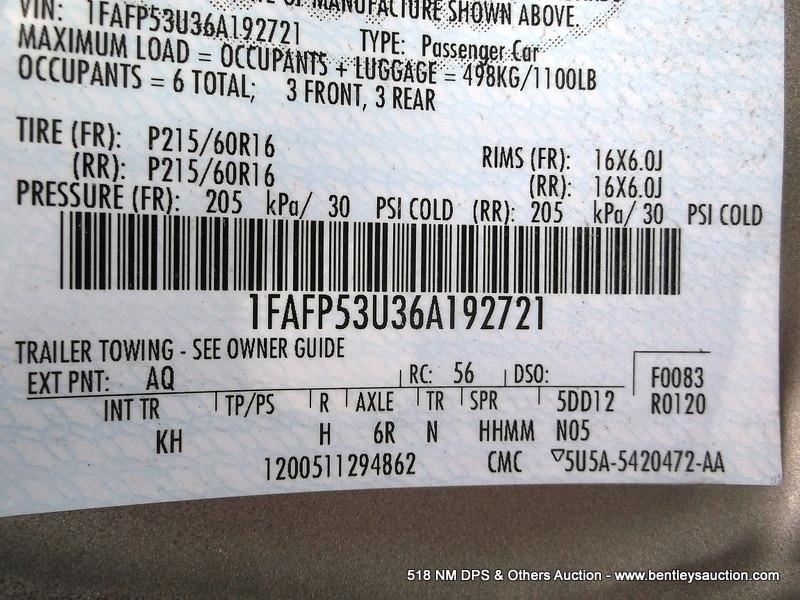 OF MANUFACTURE SHOWN ABOVE.
VIN: 1FAFP53U36A192721
TYPE: Passenger Car
MAXIMUM LOAD = OCCUPANTS + LUGGAGE = 498KG/1100LB
OCCUPANTS = 6 TOTAL; 3 FRONT, 3 REAR
TIRE (FR): P215/60R16 RIMS (FR): 16X6.0J
(RR): P215/60R16 (RR): 16X6.0J
PRESSURE (FR): 205 kPa/ 30 PSI COLD (RR): 205 kPa/ 30 PSI COLD
1FAFP53U36A192721
TRAILER TOWING - SEE OWNER GUIDE
EXT PNT: AQ RC: 56 DSO: F0083
INT TR TP/PS R AXLE TR SPR 5DD12 R0120
KH H 6R N HHMM N05
1200511294862 CMC ▽5U5A-5420472-AA
518 NM DPS & Others Auction - www.bentleysauction.com